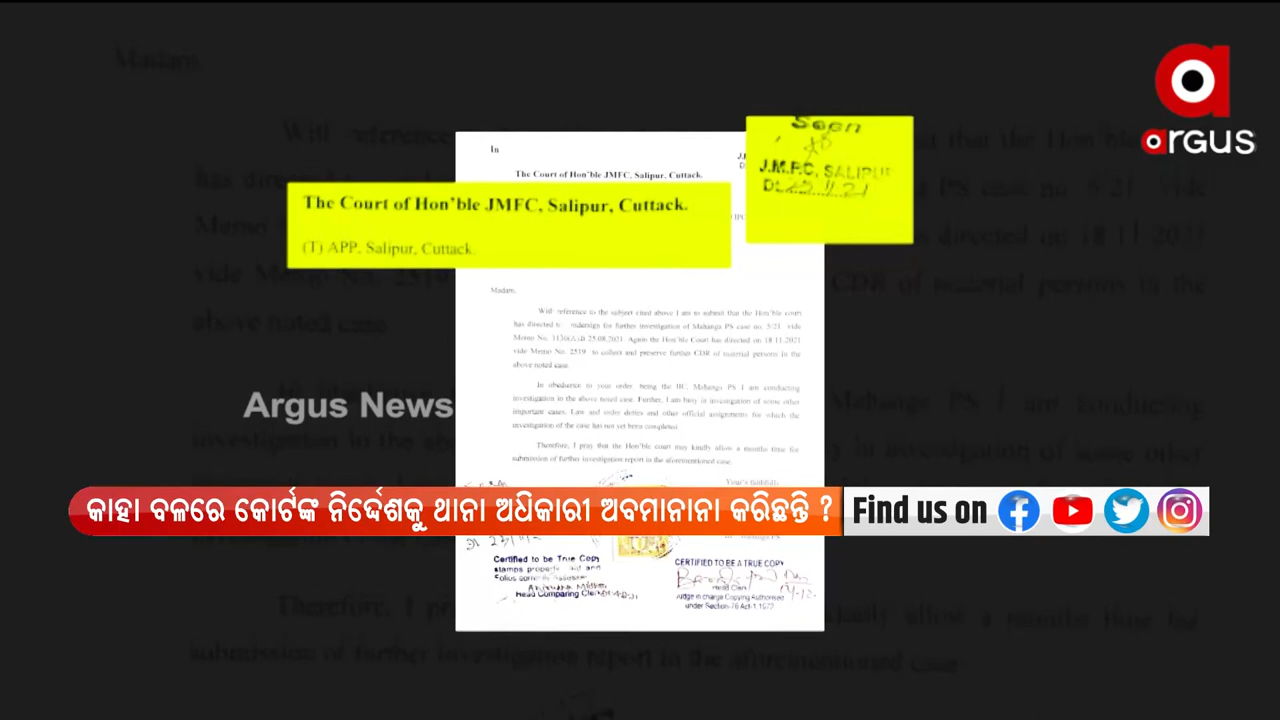 argus
Seen
J.M.F.C, SALIPUR
Dt. 25.11.21
In
The Court of Hon'ble JMFC, Salipur, Cuttack.
The Court of Hon'ble JMFC, Salipur, Cuttack.
(T) APP, Salipur, Cuttack.
Madam,
With reference to the subject cited above I am to submit that the Hon'ble court
has directed to undersign for further investigation of Mahanga PS case no. 5/21 vide
Memo No. 25.08.2021. Again the Hon'ble Court has directed on 18.11.2021
vide Memo No. 2519 to collect and preserve further CDR of material persons in the
above noted case.
In obedience to your order, being the IIC, Mahanga PS I am conducting
investigation in the above noted case. Further, I am busy in investigation of some other
important cases, Law and order duties and other official assignments for which the
investigation of the case has not yet been completed.
Therefore, I pray that the Hon'ble court may kindly allow a months time for
submission of further investigation report in the aforementioned case.
Your's faithfully
Argus News
କାହା ବଳରେ କୋର୍ଟଙ୍କ ନିର୍ଦ୍ଦେଶକୁ ଥାନା ଅଧିକାରୀ ଅବମାନାନା କରିଛନ୍ତି ?
Find us on
Certified to be True Copy
stamps properly and
Head Comparing Clerk
CERTIFIED TO BE A TRUE COPY
Head Clerk
Judge in charge Copying Authorised
under Section-76 Act-1,1972